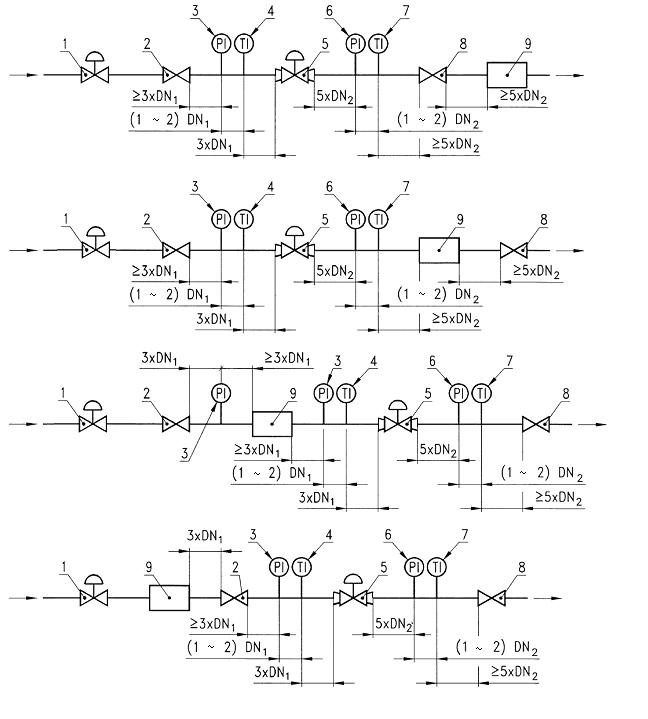 3 4 6 7
1 2 PI TI 5 PI TI 8 9
≥3xDN₁ 5xDN₂ ≥5xDN₂
(1 ~ 2) DN₁ (1 ~ 2) DN₂
3xDN₁ ≥5xDN₂
3 4 6 7
1 2 PI TI 5 PI TI 9 8
≥3xDN₁ 5xDN₂ ≥5xDN₂
(1 ~ 2) DN₁ (1 ~ 2) DN₂
3xDN₁ ≥5xDN₂
3xDN₁ ≥3xDN₁ 3 4 6 7
1 2 PI 9 PI TI 5 PI TI 8
3 ≥3xDN₁ 5xDN₂
(1 ~ 2) DN₁ (1 ~ 2) DN₂
3xDN₁ ≥5xDN₂
3xDN₁ 3 4 6 7
1 9 2 PI TI 5 PI TI 8
≥3xDN₁ 5xDN₂
(1 ~ 2) DN₁ (1 ~ 2) DN₂
3xDN₁ ≥5xDN₂